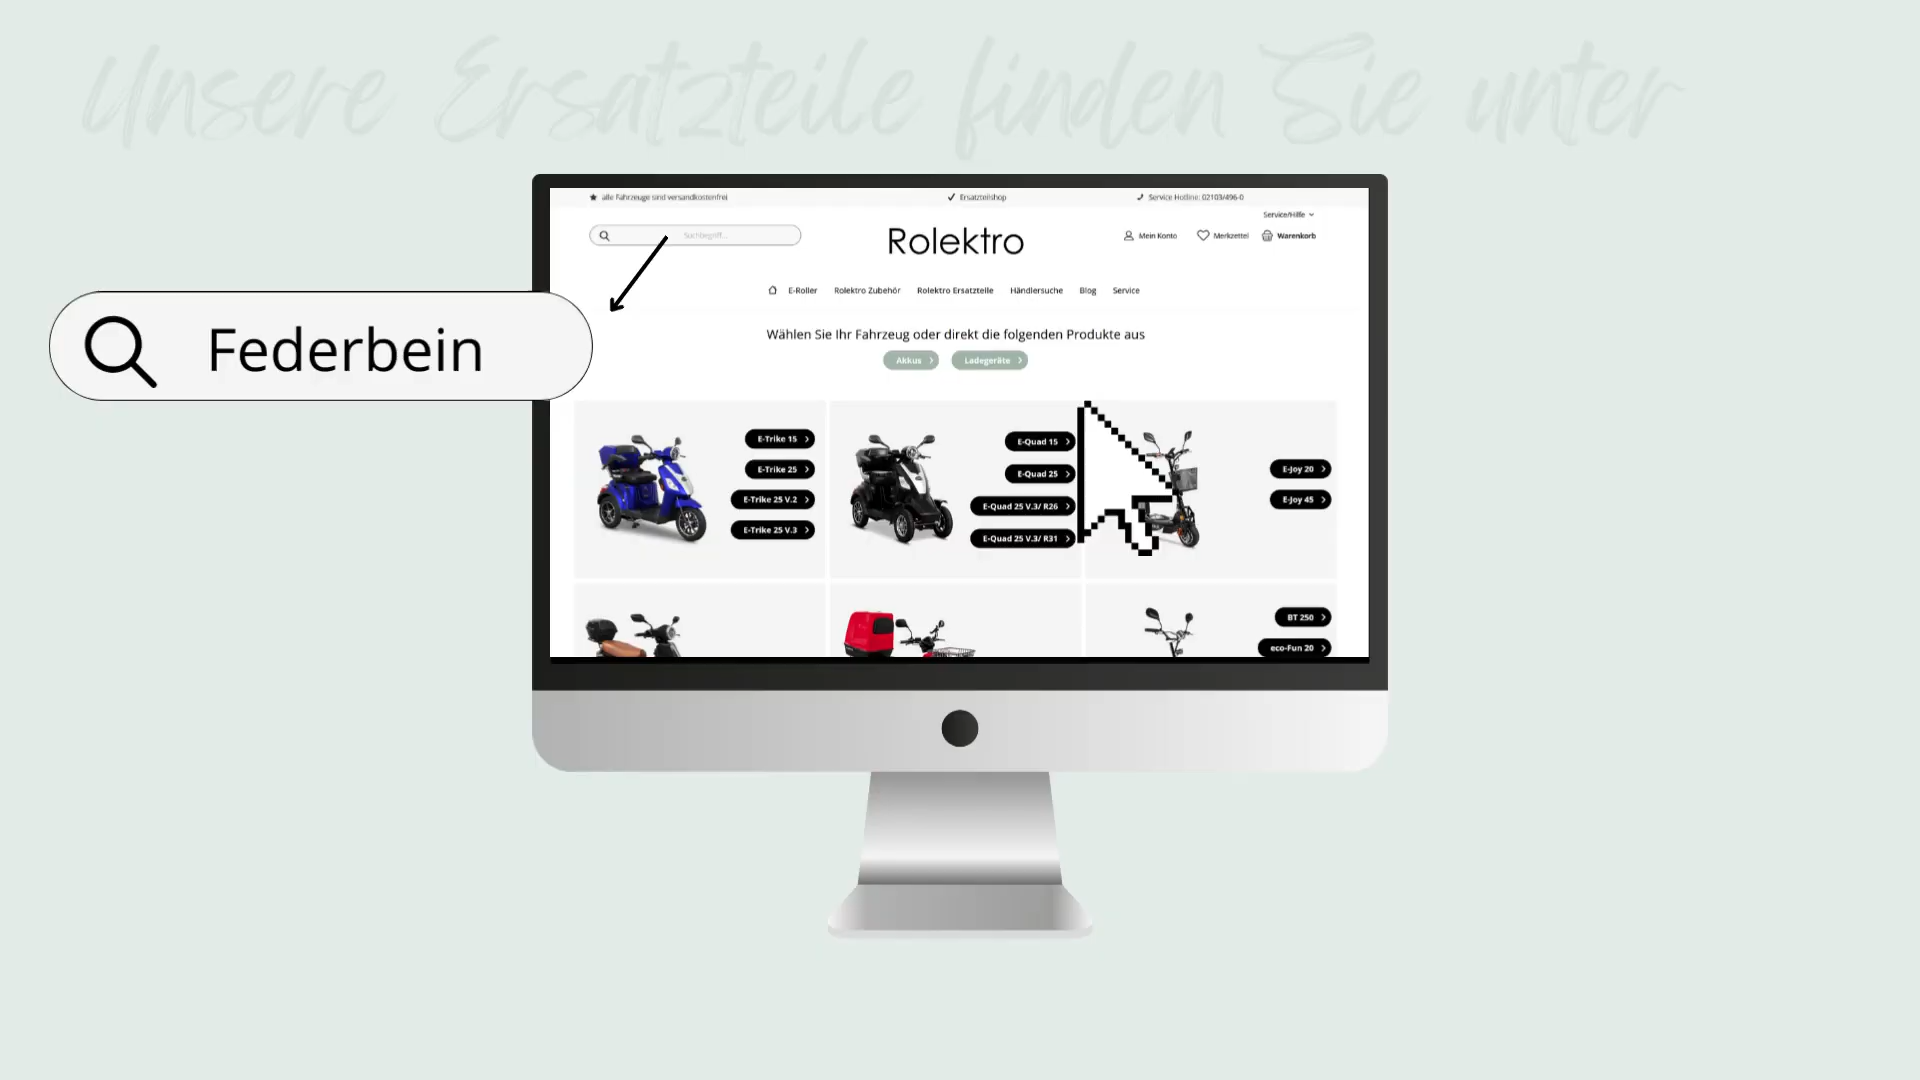 Unsere Ersatzteile finden Sie unter
alle Fahrzeuge sind versandkostenfrei
Ersatzteilshop
Service Hotline: 02103/496-0
Service/Hilfe
Suchbegriff...
Rolektro
Mein Konto
Merkzettel
Warenkorb
E-Roller
Rolektro Zubehör
Rolektro Ersatzteile
Händlersuche
Blog
Service
Federbein
Wählen Sie Ihr Fahrzeug oder direkt die folgenden Produkte aus
Akkus
Ladegeräte
E-Trike 15
E-Trike 25
E-Trike 25 V.2
E-Trike 25 V.3
E-Quad 15
E-Quad 25
E-Quad 25 V.3/ R26
E-Quad 25 V.3/ R31
E-Joy 20
E-Joy 45
BT 250
eco-Fun 20